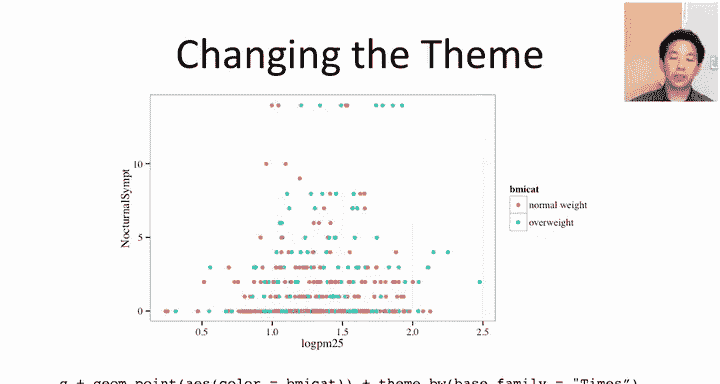 Changing the Theme
NocturnalSympt
10
5
0
0.5 1.0 1.5 2.0 2.5
logpm25
bmicat
normal weight
overweight
g + geom_point(aes(color = bmicat)) + theme_bw(base_family = "Times")